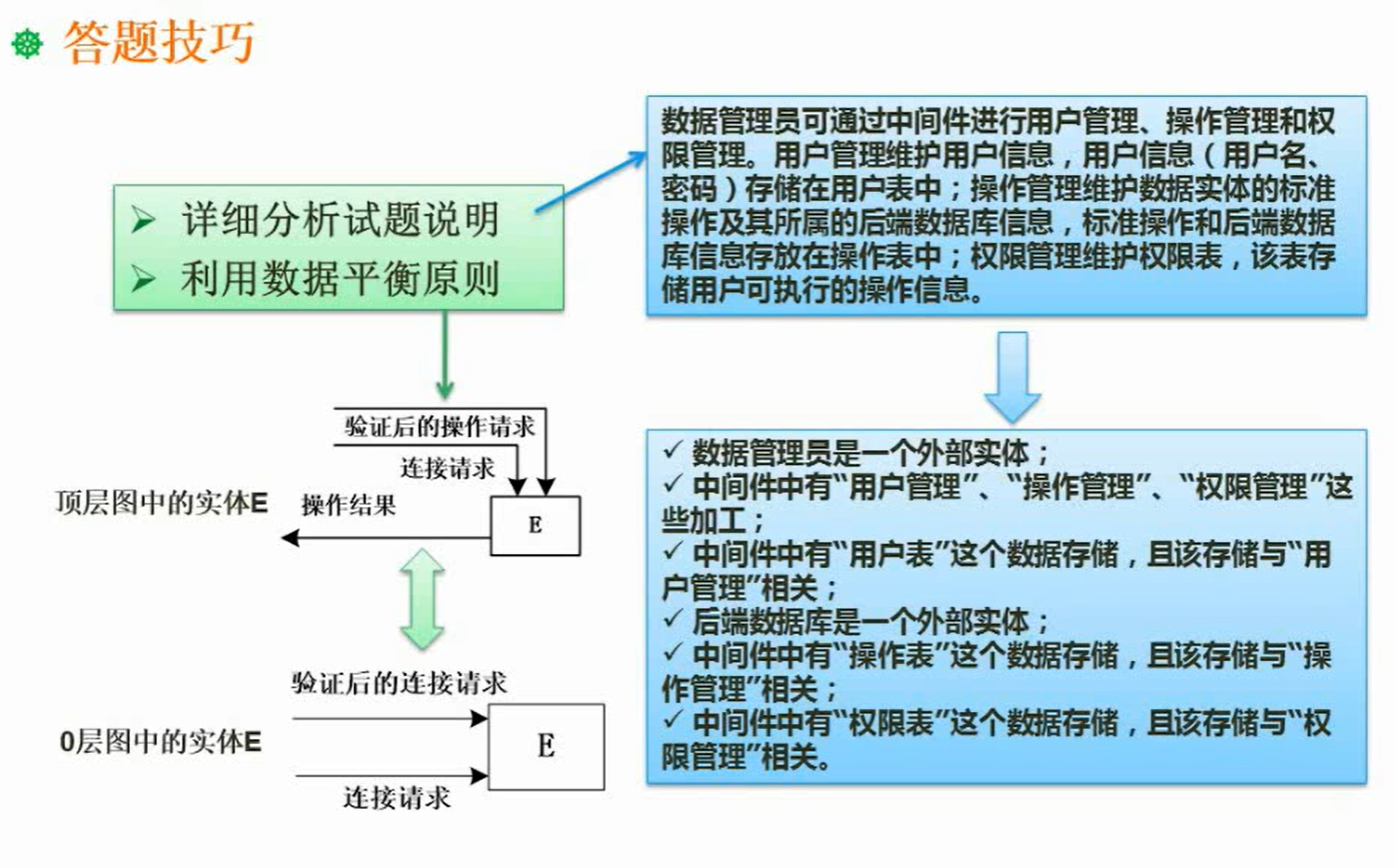 答题技巧
详细分析试题说明
利用数据平衡原则
数据管理员可通过中间件进行用户管理、操作管理和权
限管理。用户管理维护用户信息，用户信息（用户名、
密码）存储在用户表中；操作管理维护数据实体的标准
操作及其所属的后端数据库信息，标准操作和后端数据
库信息存放在操作表中；权限管理维护权限表，该表存
储用户可执行的操作信息。
验证后的操作请求
连接请求
顶层图中的实体E
操作结果
E
验证后的连接请求
0层图中的实体E
E
连接请求
✓ 数据管理员是一个外部实体；
✓ 中间件中有“用户管理”、“操作管理”、“权限管理”这
些加工；
✓ 中间件中有“用户表”这个数据存储，且该存储与“用
户管理”相关；
✓ 后端数据库是一个外部实体；
✓ 中间件中有“操作表”这个数据存储，且该存储与“操
作管理”相关；
✓ 中间件中有“权限表”这个数据存储，且该存储与“权
限管理”相关。